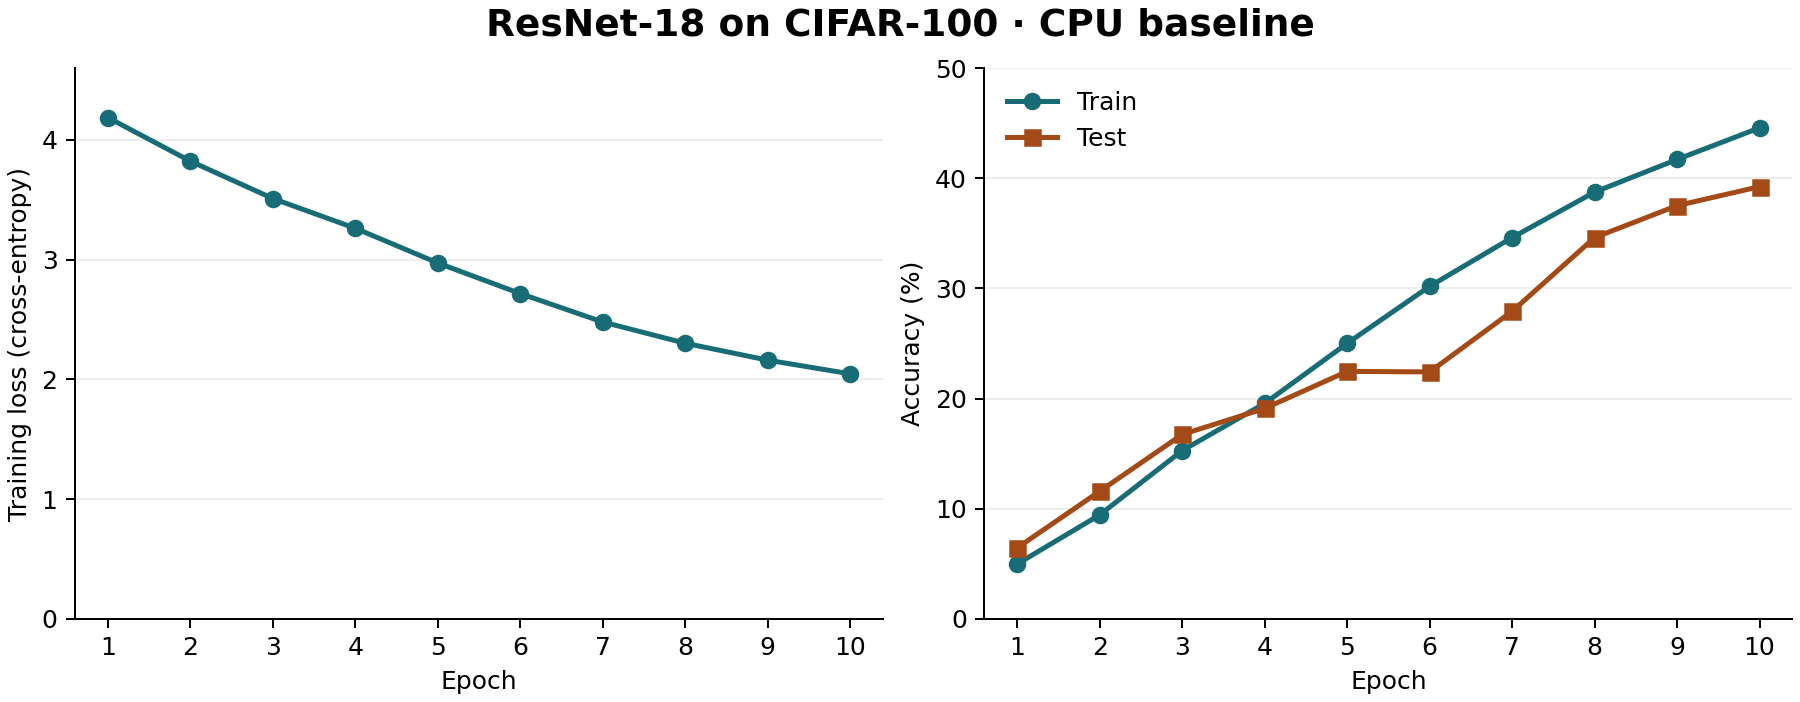 ResNet-18 on CIFAR-100 · CPU baseline
Training loss (cross-entropy)
4
3
2
1
0
1 2 3 4 5 6 7 8 9 10
Epoch
Accuracy (%)
50
40
30
20
10
0
Train
Test
1 2 3 4 5 6 7 8 9 10
Epoch